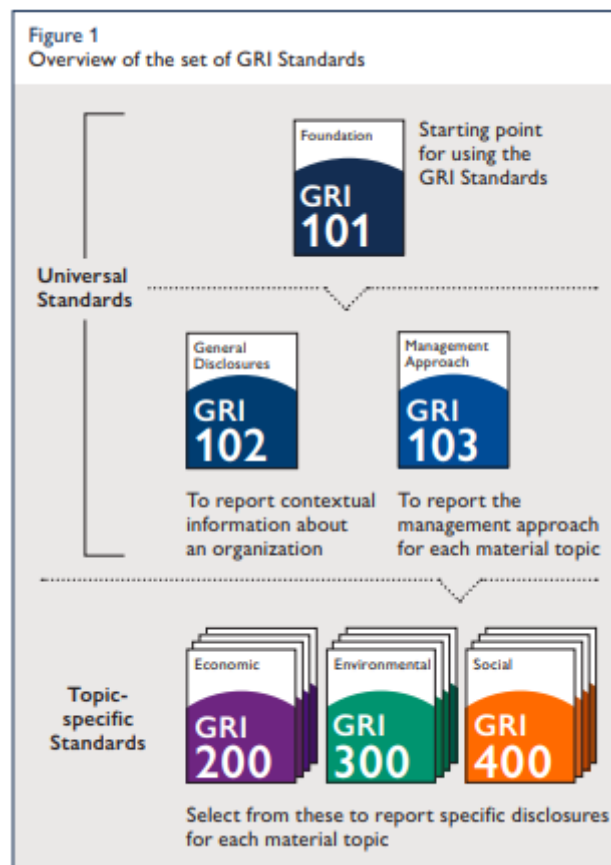 Figure 1
Overview of the set of GRI Standards
Foundation
GRI
101
Starting point
for using the
GRI Standards
Universal
Standards
General
Disclosures
GRI
102
Management
Approach
GRI
103
To report contextual
information about
an organization
To report the
management approach
for each material topic
Topic-
specific
Standards
Economic
GRI
200
Environmental
GRI
300
Social
GRI
400
Select from these to report specific disclosures
for each material topic